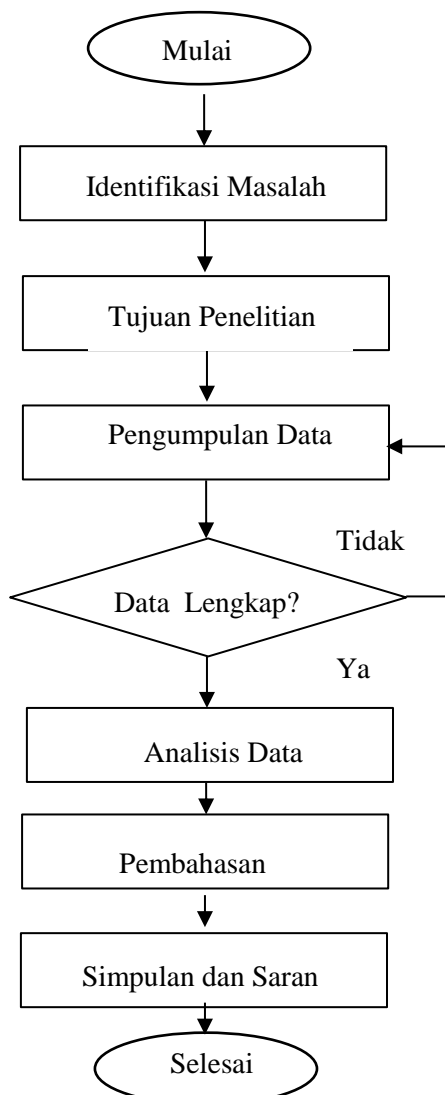 Mulai
Identifikasi Masalah
Tujuan Penelitian
Pengumpulan Data
Tidak
Data Lengkap?
Ya
Analisis Data
Pembahasan
Simpulan dan Saran
Selesai